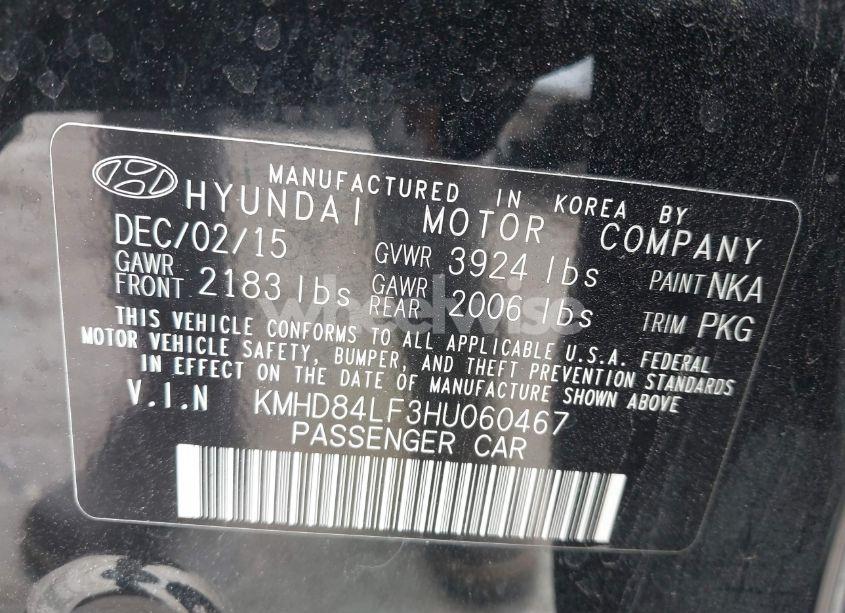 MANUFACTURED IN KOREA BY
HYUNDAI MOTOR COMPANY
DEC/02/15 GVWR 3924 lbs PAINT NKA
GAWR FRONT 2183 lbs GAWR REAR 2006 lbs TRIM PKG
THIS VEHICLE CONFORMS TO ALL APPLICABLE U.S.A. FEDERAL
MOTOR VEHICLE SAFETY, BUMPER, AND THEFT PREVENTION STANDARDS
IN EFFECT ON THE DATE OF MANUFACTURE SHOWN ABOVE
V.I.N KMHD84LF3HU060467
PASSENGER CAR
wheelwise